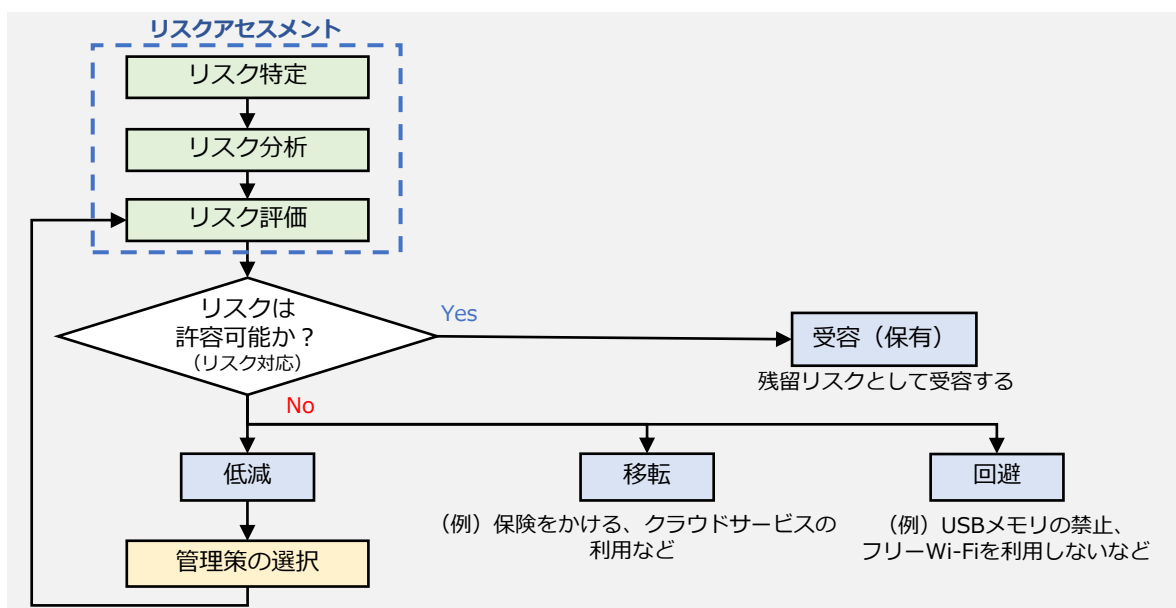 リスクアセスメント
リスク特定
リスク分析
リスク評価
リスクは
許容可能か？
（リスク対応）
Yes
受容（保有）
残留リスクとして受容する
No
低減
移転
回避
（例）保険をかける、クラウドサービスの
利用など
（例）USBメモリの禁止、
フリーWi-Fiを利用しないなど
管理策の選択